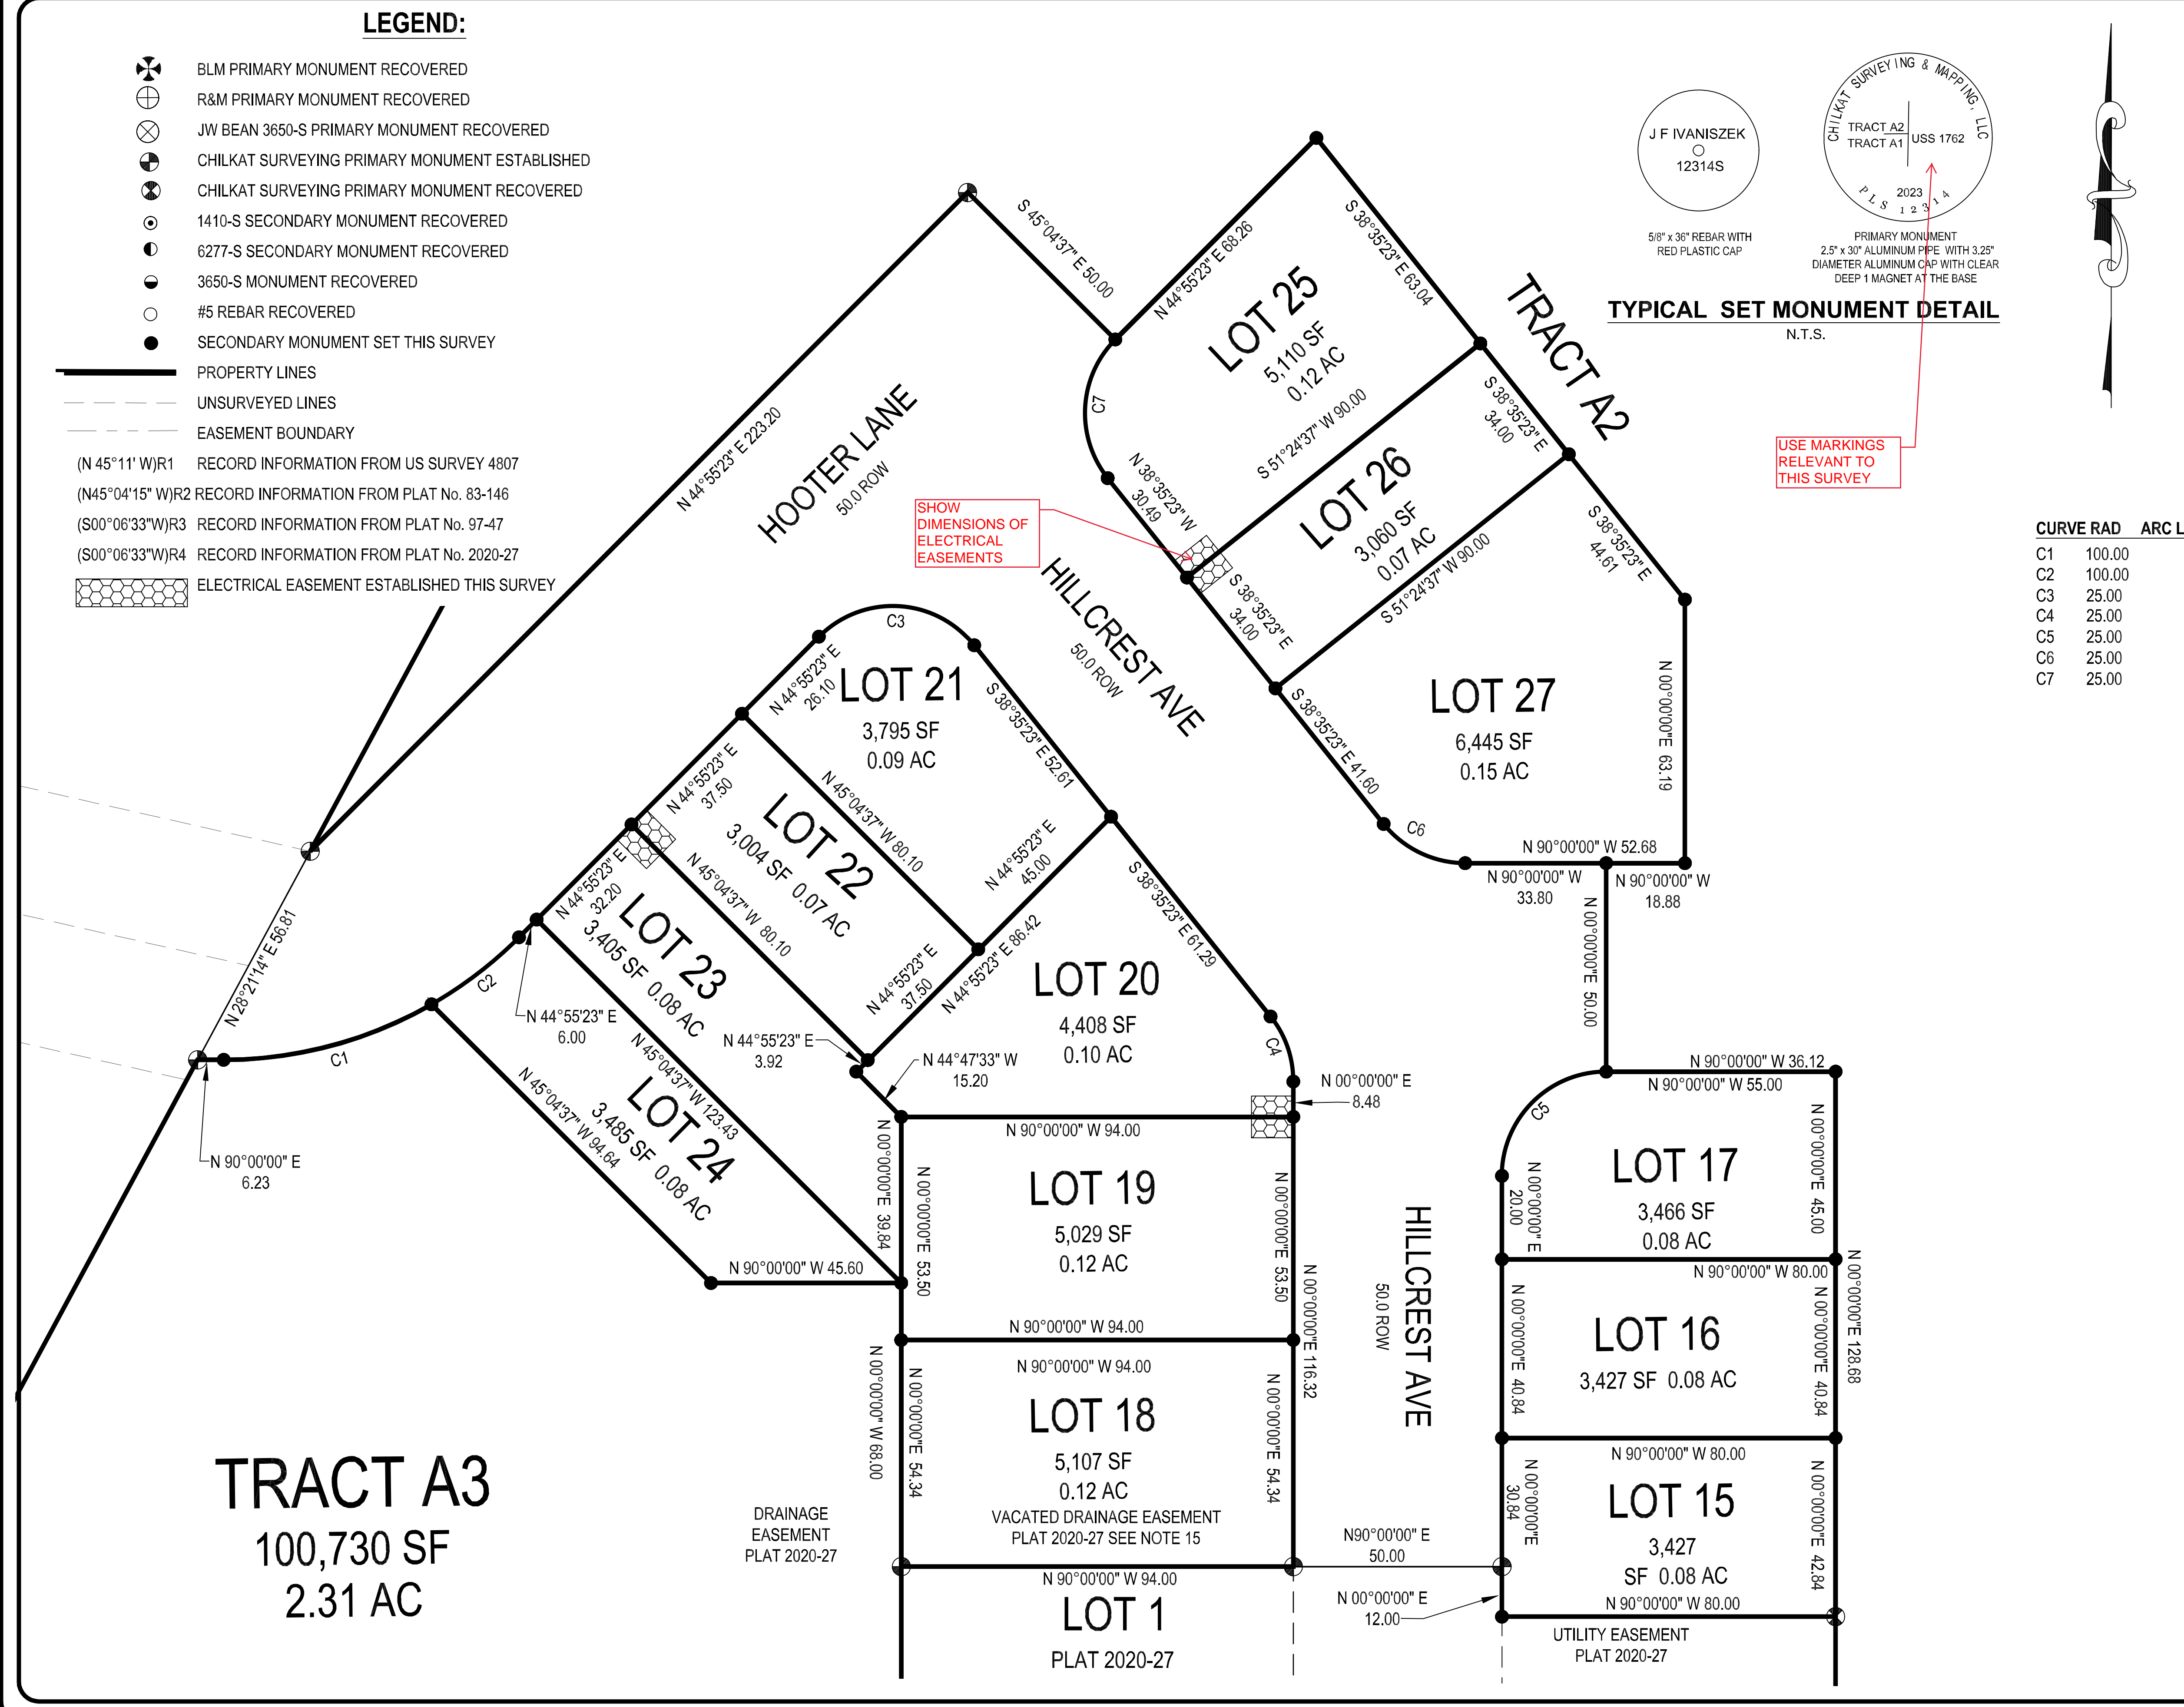 LEGEND:
BLM PRIMARY MONUMENT RECOVERED
R&M PRIMARY MONUMENT RECOVERED
JW BEAN 3650-S PRIMARY MONUMENT RECOVERED
CHILKAT SURVEYING PRIMARY MONUMENT ESTABLISHED
CHILKAT SURVEYING PRIMARY MONUMENT RECOVERED
1410-S SECONDARY MONUMENT RECOVERED
6277-S SECONDARY MONUMENT RECOVERED
3650-S MONUMENT RECOVERED
#5 REBAR RECOVERED
SECONDARY MONUMENT SET THIS SURVEY
PROPERTY LINES
UNSURVEYED LINES
EASEMENT BOUNDARY
(N 45°11' W)R1 RECORD INFORMATION FROM US SURVEY 4807
(N45°04'15" W)R2 RECORD INFORMATION FROM PLAT No. 83-146
(S00°06'33"W)R3 RECORD INFORMATION FROM PLAT No. 97-47
(S00°06'33"W)R4 RECORD INFORMATION FROM PLAT No. 2020-27
ELECTRICAL EASEMENT ESTABLISHED THIS SURVEY
J F IVANISZEK
12314S
5/8" x 36" REBAR WITH
RED PLASTIC CAP
CHILKAT SURVEYING & MAPPING, LLC
TRACT A2
TRACT A1
USS 1762
2023
PLS 12314
PRIMARY MONUMENT
2.5" x 30" ALUMINUM PIPE WITH 3.25"
DIAMETER ALUMINUM CAP WITH CLEAR
DEEP 1 MAGNET AT THE BASE
TYPICAL SET MONUMENT DETAIL
N.T.S.
USE MARKINGS
RELEVANT TO
THIS SURVEY
CURVE RAD ARC L
C1 100.00
C2 100.00
C3 25.00
C4 25.00
C5 25.00
C6 25.00
C7 25.00
S 45°04'37" E 50.00
N 44°55'23" E 68.26
S 38°35'23" E 63.04
LOT 25
5,110 SF
0.12 AC
TRACT A2
C7
S 51°24'37" W 90.00
S 38°35'23" E
34.00
N 44°55'23" E 223.20
HOOTER LANE
50.0 ROW
N 38°35'23" W
30.49
SHOW
DIMENSIONS OF
ELECTRICAL
EASEMENTS
LOT 26
3,060 SF
0.07 AC
S 51°24'37" W 90.00
S 38°35'23" E
34.00
S 38°35'23" E
44.61
HILLCREST AVE
50.0 ROW
LOT 27
6,445 SF
0.15 AC
N 00°00'00"E 63.19
S 38°35'23" E 41.60
C6
N 90°00'00" W 52.68
N 90°00'00" W
33.80
N 90°00'00" W
18.88
N 00°00'00"E 50.00
C3
N 44°55'23" E
26.10
LOT 21
3,795 SF
0.09 AC
S 38°35'23" E 52.61
N 44°55'23" E
37.50
N 45°04'37" W 80.10
LOT 22
3,004 SF 0.07 AC
N 44°55'23" E
45.00
N 45°04'37" W 80.10
N 44°55'23" E
37.50
N 44°55'23" E 86.42
S 38°35'23" E 61.29
N 44°55'23" E
32.20
LOT 23
3,405 SF 0.08 AC
LOT 20
4,408 SF
0.10 AC
C4
N 28°21'14" E 56.81
C2
C1
N 44°55'23" E
6.00
N 44°55'23" E
3.92
N 44°47'33" W
15.20
N 00°00'00" E
8.48
N 45°04'37" W 123.43
LOT 24
3,485 SF 0.08 AC
N 45°04'37" W 94.64
N 90°00'00" E
6.23
N 90°00'00" W 45.60
N 00°00'00"E 39.84
N 90°00'00" W 94.00
LOT 19
5,029 SF
0.12 AC
N 00°00'00"E 53.50
N 00°00'00"E 53.50
N 90°00'00" W 94.00
N 90°00'00" W 94.00
N 00°00'00"E 116.32
LOT 18
5,107 SF
0.12 AC
VACATED DRAINAGE EASEMENT
PLAT 2020-27 SEE NOTE 15
N 00°00'00" W 68.00
N 00°00'00"E 54.34
N 00°00'00"E 54.34
N 90°00'00" W 94.00
LOT 1
PLAT 2020-27
DRAINAGE
EASEMENT
PLAT 2020-27
TRACT A3
100,730 SF
2.31 AC
HILLCREST AVE
50.0 ROW
N90°00'00" E
50.00
N 00°00'00" E
12.00
N 90°00'00" W 36.12
N 90°00'00" W 55.00
C5
LOT 17
3,466 SF
0.08 AC
N 00°00'00" E
20.00
N 00°00'00"E 45.00
N 90°00'00" W 80.00
N 00°00'00"E 128.68
LOT 16
3,427 SF 0.08 AC
N 00°00'00"E 40.84
N 00°00'00"E 40.84
N 90°00'00" W 80.00
LOT 15
3,427
SF 0.08 AC
N 00°00'00"E
30.84
N 00°00'00"E 42.84
N 90°00'00" W 80.00
UTILITY EASEMENT
PLAT 2020-27